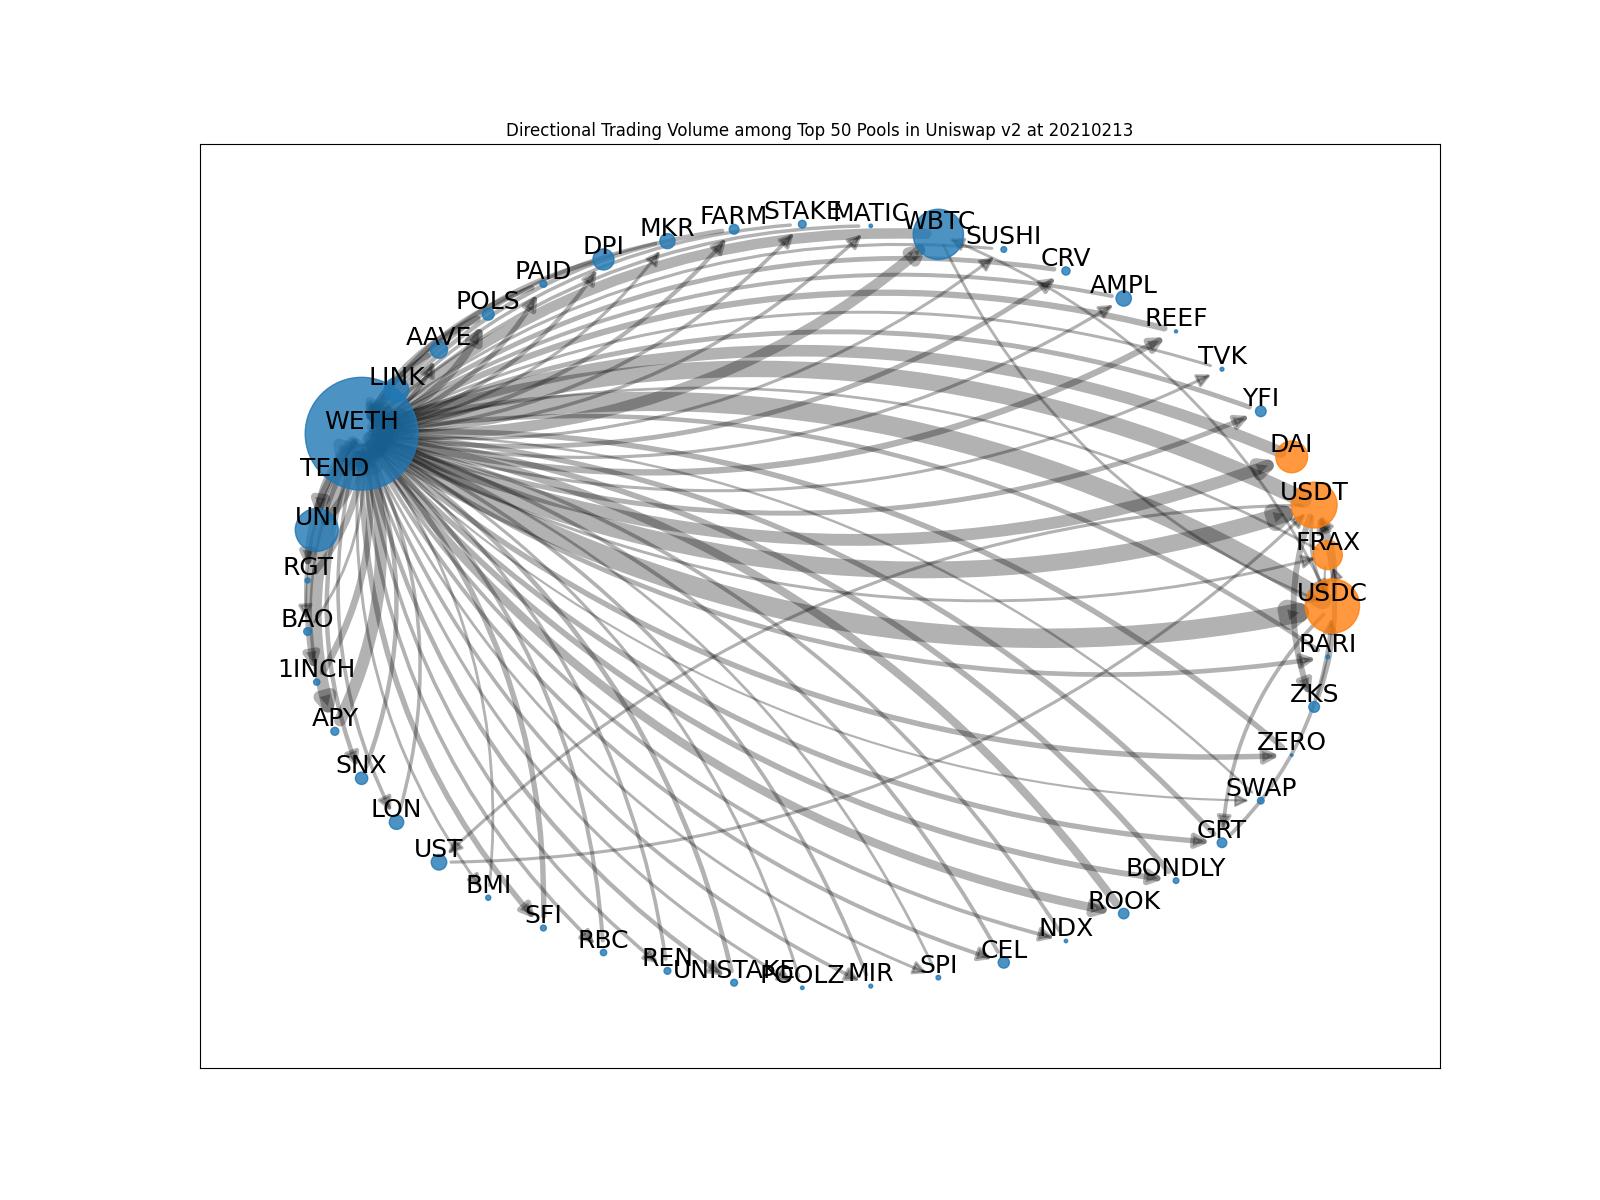 Directional Trading Volume among Top 50 Pools in Uniswap v2 at 20210213
STAKE
MATIC
WBTC
FARM
MKR
SUSHI
DPI
CRV
PAID
AMPL
POLS
REEF
AAVE
TVK
LINK
YFI
WETH
DAI
TEND
USDT
UNI
FRAX
RGT
USDC
BAO
RARI
1INCH
ZKS
APY
ZERO
SNX
SWAP
LON
GRT
UST
BONDLY
BMI
ROOK
SFI
NDX
RBC
CEL
REN
SPI
UNISTAKE
POOLZ
MIR